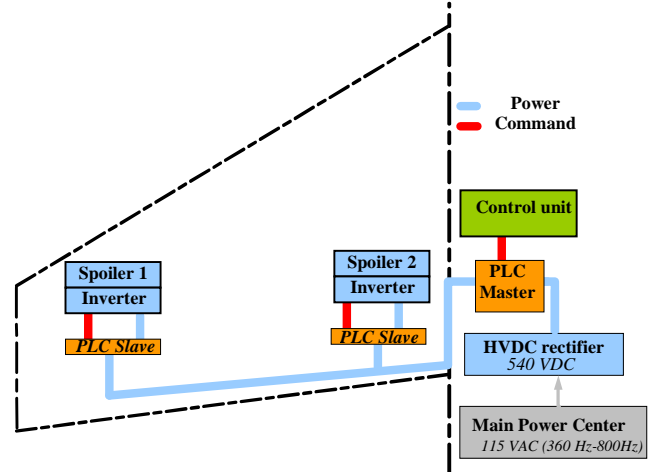 Power
Command
Control unit
Spoiler 2
Inverter
PLC Slave
Spoiler 1
Inverter
PLC Slave
PLC
Master
HVDC rectifier
540 VDC
Main Power Center
115 VAC (360 Hz-800Hz)